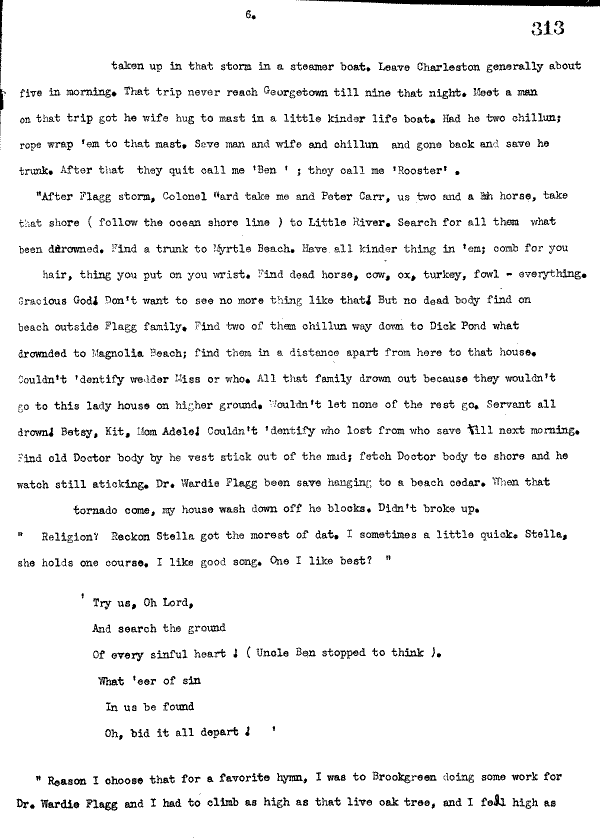 6.
313
taken up in that storm in a steamer boat. Leave Charleston generally about
five in morning. That trip never reach Georgetown till nine that night. Meet a man
on that trip got he wife hug to mast in a little kinder life boat. Had he two chillun;
rope wrap 'em to that mast. Save man and wife and chillun and gone back and save he
trunk. After that they quit call me 'Ben ' ; they call me 'Rooster' .
"After Flagg storm, Colonel "ard take me and Peter Carr, us two and a hh horse, take
that shore ( follow the ocean shore line ) to Little River. Search for all them what
been ddrowned. Find a trunk to Myrtle Beach. Have all kinder thing in 'em; comb for you
hair, thing you put on you wrist. Find dead horse, cow, ox, turkey, fowl - everything.
Gracious God! Don't want to see no more thing like that! But no dead body find on
beach outside Flagg family. Find two of them chillun way down to Dick Pond what
drownded to Magnolia Beach; find them in a distance apart from here to that house.
Couldn't 'dentify wedder Miss or who. All that family drown out because they wouldn't
go to this lady house on higher ground. Wouldn't let none of the rest go. Servant all
drown! Betsy, Kit, Mom Adele! Couldn't 'dentify who lost from who save till next morning.
Find old Doctor body by he vest stick out of the mud; fetch Doctor body to shore and he
watch still aticking. Dr. Wardie Flagg been save hanging to a beach cedar. When that
tornado come, my house wash down off he blocks. Didn't broke up.
" Religion? Reckon Stella got the morest of dat. I sometimes a little quick. Stella,
she holds one course. I like good song. One I like best? "
' Try us, Oh Lord,
And search the ground
Of every sinful heart ! ( Uncle Ben stopped to think ).
What 'eer of sin
In us be found
Oh, bid it all depart ! '
" Reason I choose that for a favorite hymn, I was to Brookgreen doing some work for
Dr. Wardie Flagg and I had to climb as high as that live oak tree, and I fell high as